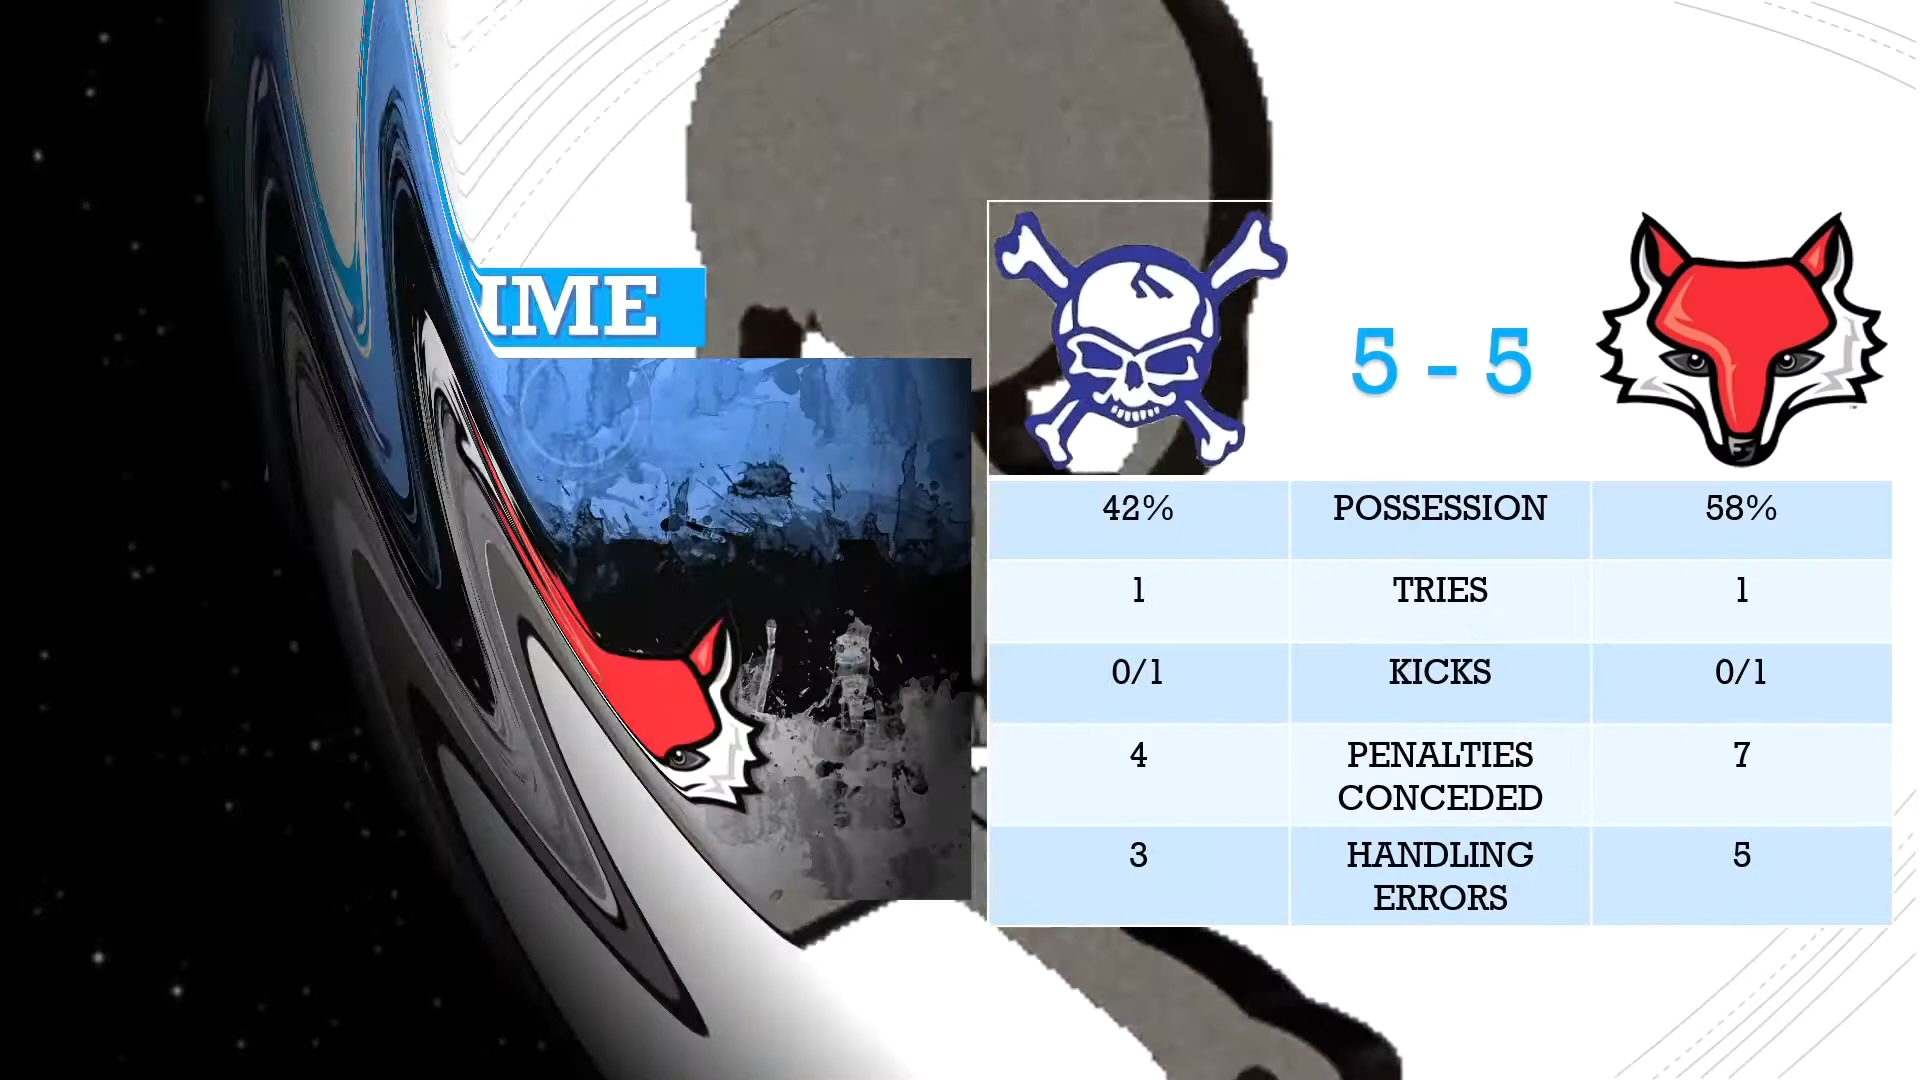 IME
5 - 5
42% POSSESSION 58%
1 TRIES 1
0/1 KICKS 0/1
4 PENALTIES 7
CONCEDED
3 HANDLING 5
ERRORS